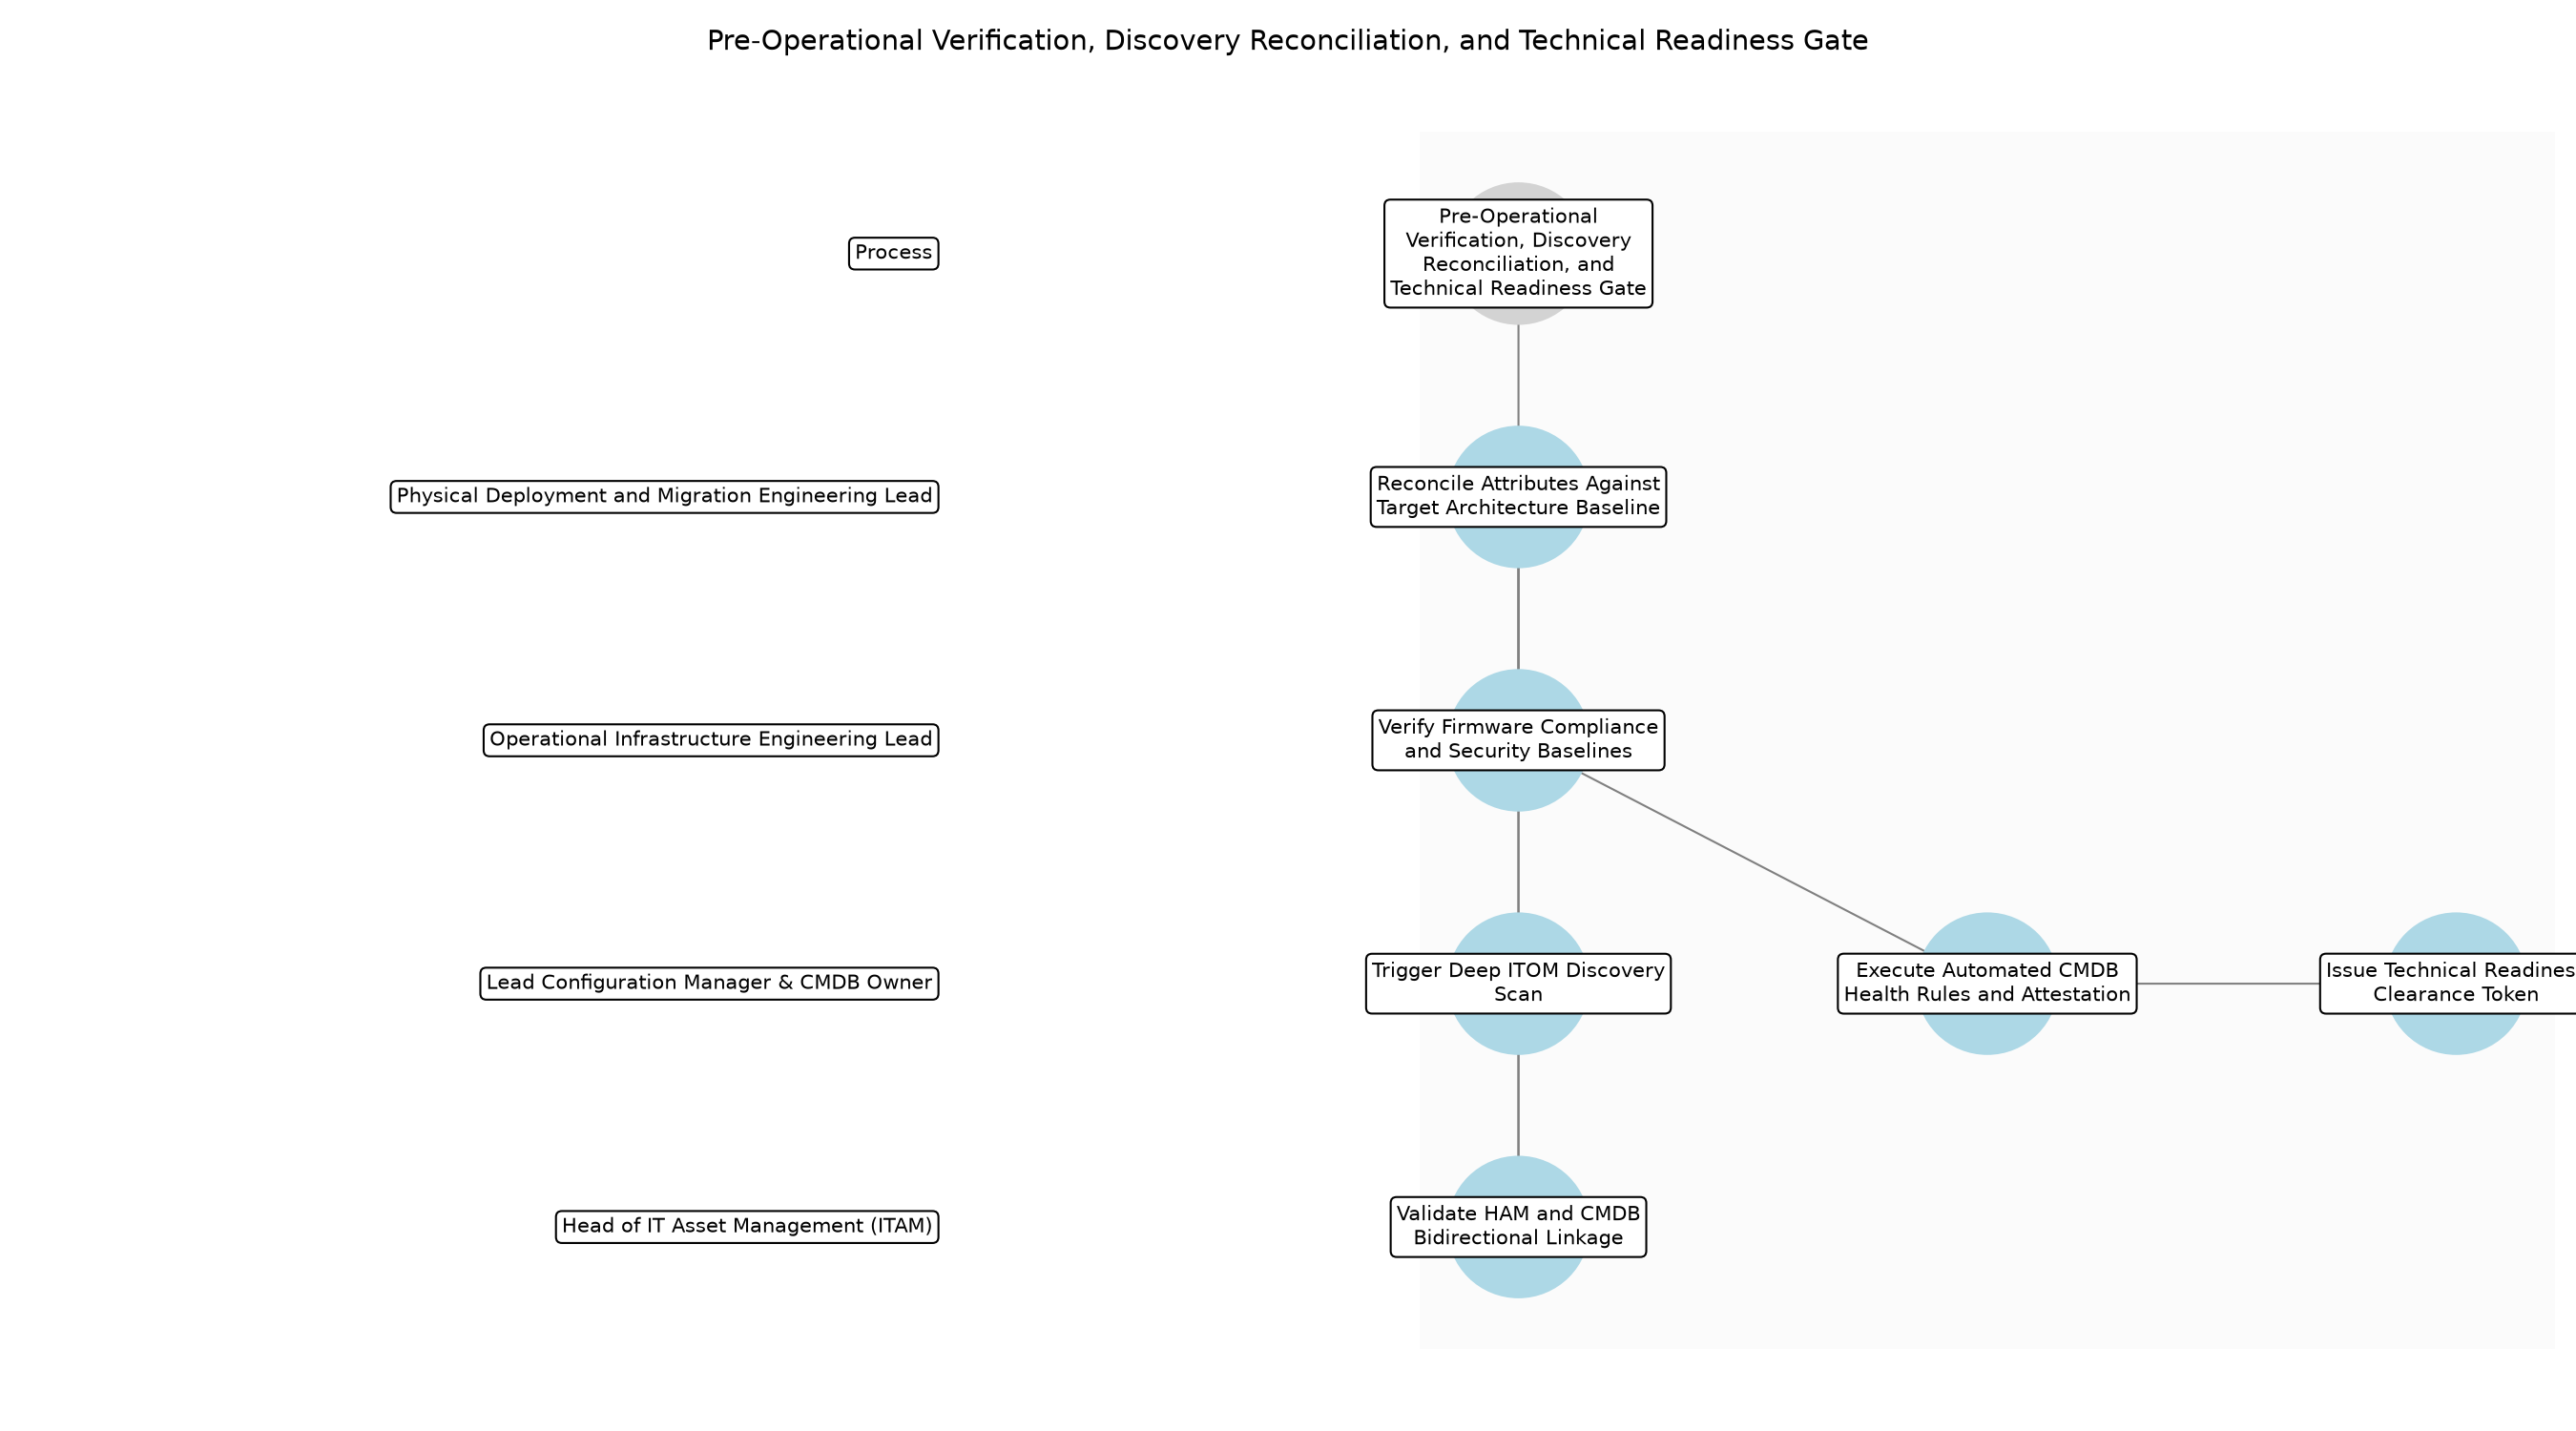 Pre-Operational Verification, Discovery Reconciliation, and Technical Readiness Gate
Process
Pre-Operational
Verification, Discovery
Reconciliation, and
Technical Readiness Gate
Physical Deployment and Migration Engineering Lead
Reconcile Attributes Against
Target Architecture Baseline
Operational Infrastructure Engineering Lead
Verify Firmware Compliance
and Security Baselines
Lead Configuration Manager & CMDB Owner
Trigger Deep ITOM Discovery
Scan
Execute Automated CMDB
Health Rules and Attestation
Issue Technical Readines
Clearance Token
Head of IT Asset Management (ITAM)
Validate HAM and CMDB
Bidirectional Linkage